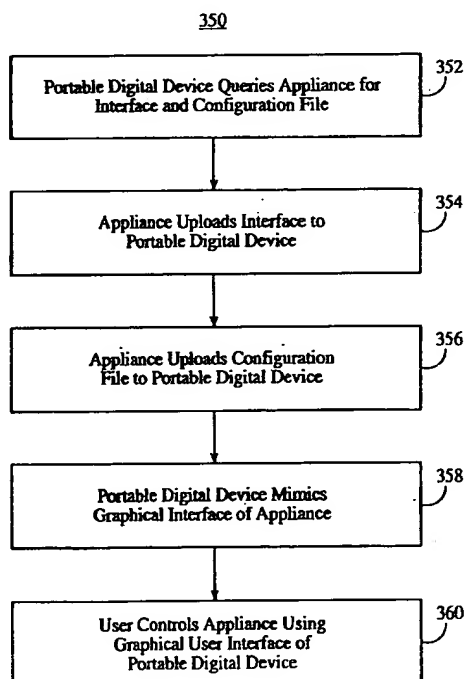 350
352
Portable Digital Device Queries Appliance for
Interface and Configuration File
354
Appliance Uploads Interface to
Portable Digital Device
356
Appliance Uploads Configuration
File to Portable Digital Device
358
Portable Digital Device Mimics
Graphical Interface of Appliance
360
User Controls Appliance Using
Graphical User Interface of
Portable Digital Device